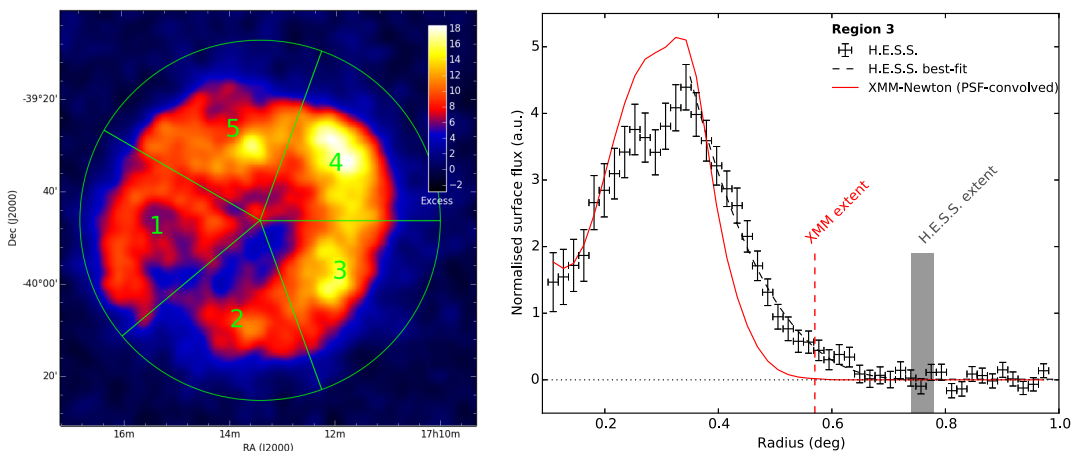 18
16
14
12
10
8
6
4
2
0
−2
Excess
5
4
1
3
2
-39°20'
40'
-40°00'
20'
Dec (J2000)
16m
14m
12m
17h10m
RA (J2000)
Region 3
H.E.S.S.
H.E.S.S. best-fit
XMM-Newton (PSF-convolved)
XMM extent
H.E.S.S. extent
5
4
3
2
1
0
Normalised surface flux (a.u.)
0.2
0.4
0.6
0.8
1.0
Radius (deg)